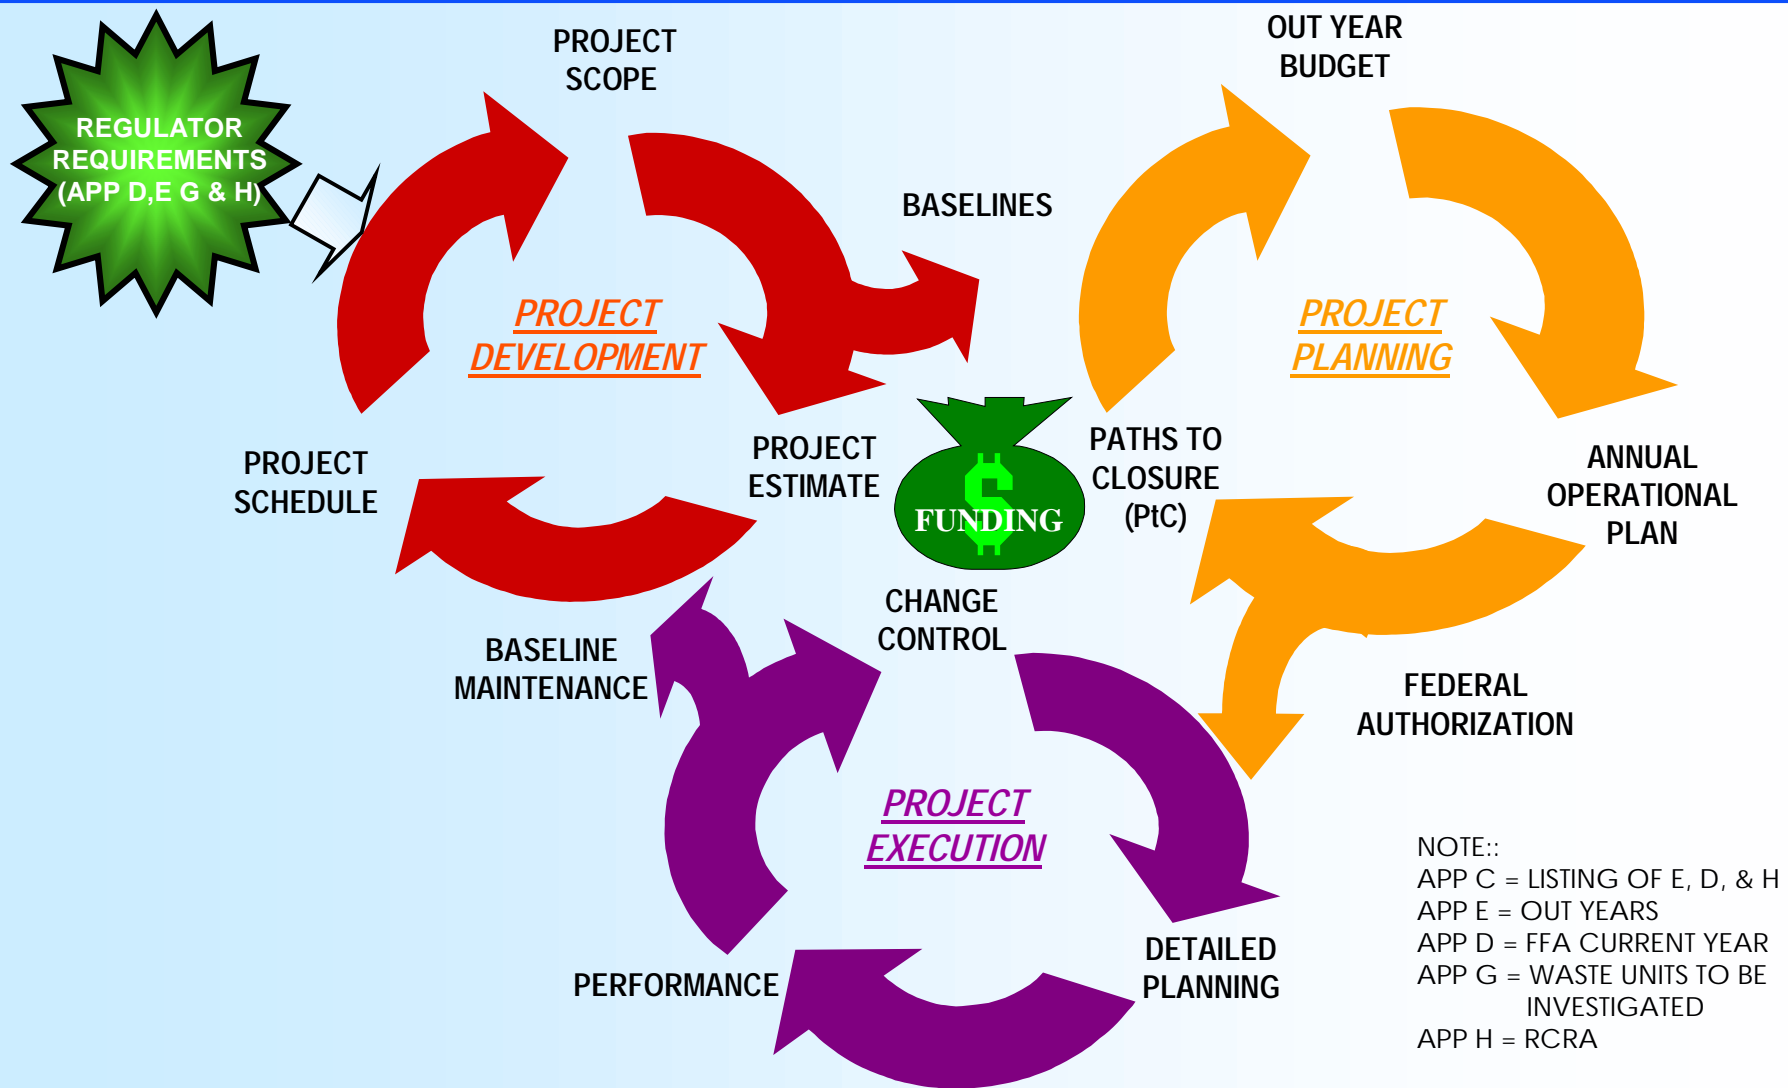 REGULATOR
REQUIREMENTS
(APP D,E G & H)
PROJECT
SCOPE
BASELINES
PROJECT
DEVELOPMENT
PROJECT
ESTIMATE
PROJECT
SCHEDULE
OUT YEAR
BUDGET
PROJECT
PLANNING
PATHS TO
CLOSURE
(PtC)
ANNUAL
OPERATIONAL
PLAN
$
FUNDING
CHANGE
CONTROL
BASELINE
MAINTENANCE
FEDERAL
AUTHORIZATION
PROJECT
EXECUTION
PERFORMANCE
DETAILED
PLANNING
NOTE::
APP C = LISTING OF E, D, & H
APP E = OUT YEARS
APP D = FFA CURRENT YEAR
APP G = WASTE UNITS TO BE
INVESTIGATED
APP H = RCRA